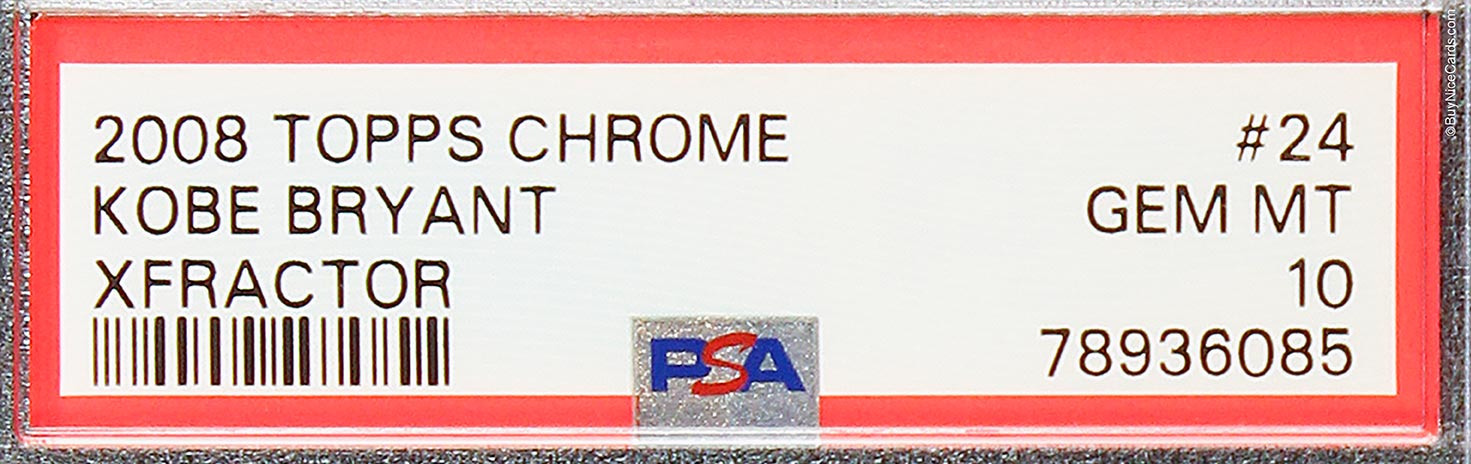 2008 TOPPS CHROME #24
KOBE BRYANT GEM MT
XFRACTOR 10
78936085
PSA
©BuyNiceCards.com